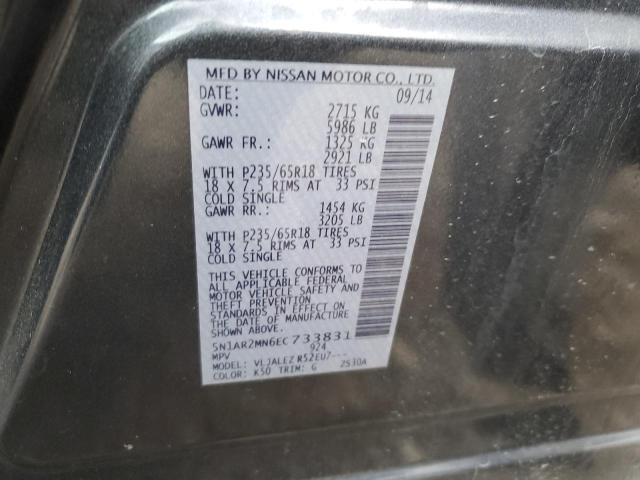 MFD BY NISSAN MOTOR CO., LTD.
DATE: 09/14
GVWR: 2715 KG
5986 LB
GAWR FR.: 1325 KG
2921 LB
WITH P235/65R18 TIRES
18 X 7.5 RIMS AT 33 PSI
COLD SINGLE
GAWR RR.: 1454 KG
3205 LB
WITH P235/65R18 TIRES
18 X 7.5 RIMS AT 33 PSI
COLD SINGLE
THIS VEHICLE CONFORMS TO
ALL APPLICABLE FEDERAL
MOTOR VEHICLE SAFETY AND
THEFT PREVENTION
STANDARDS IN EFFECT ON
THE DATE OF MANUFACTURE
SHOWN ABOVE.
5N1AR2MN6EC733831
MPV 924
MODEL: VLJALEZ R52EU7---
COLOR: K50 TRIM: G 2S30A